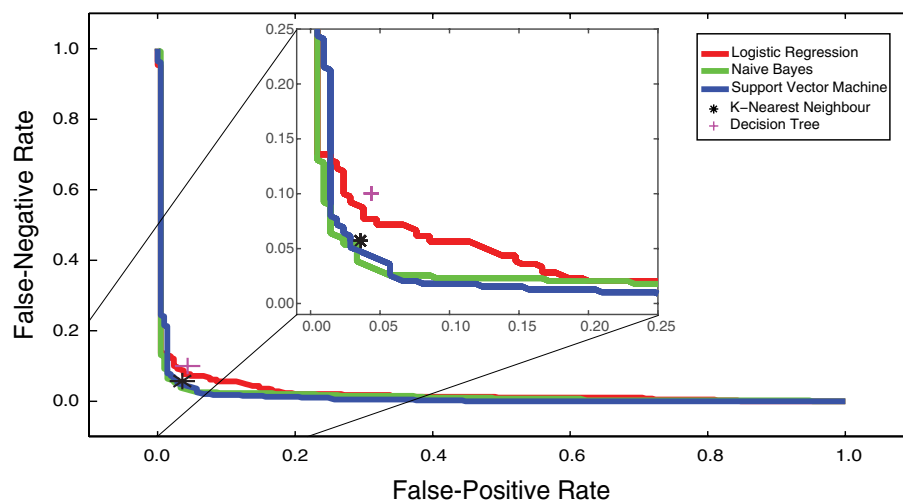 1.0
0.8
0.6
0.4
0.2
0.0
False-Negative Rate
0.25
0.20
0.15
0.10
0.05
0.00
0.00 0.05 0.10 0.15 0.20 0.25
Logistic Regression
Naive Bayes
Support Vector Machine
K-Nearest Neighbour
Decision Tree
0.0 0.2 0.4 0.6 0.8 1.0
False-Positive Rate